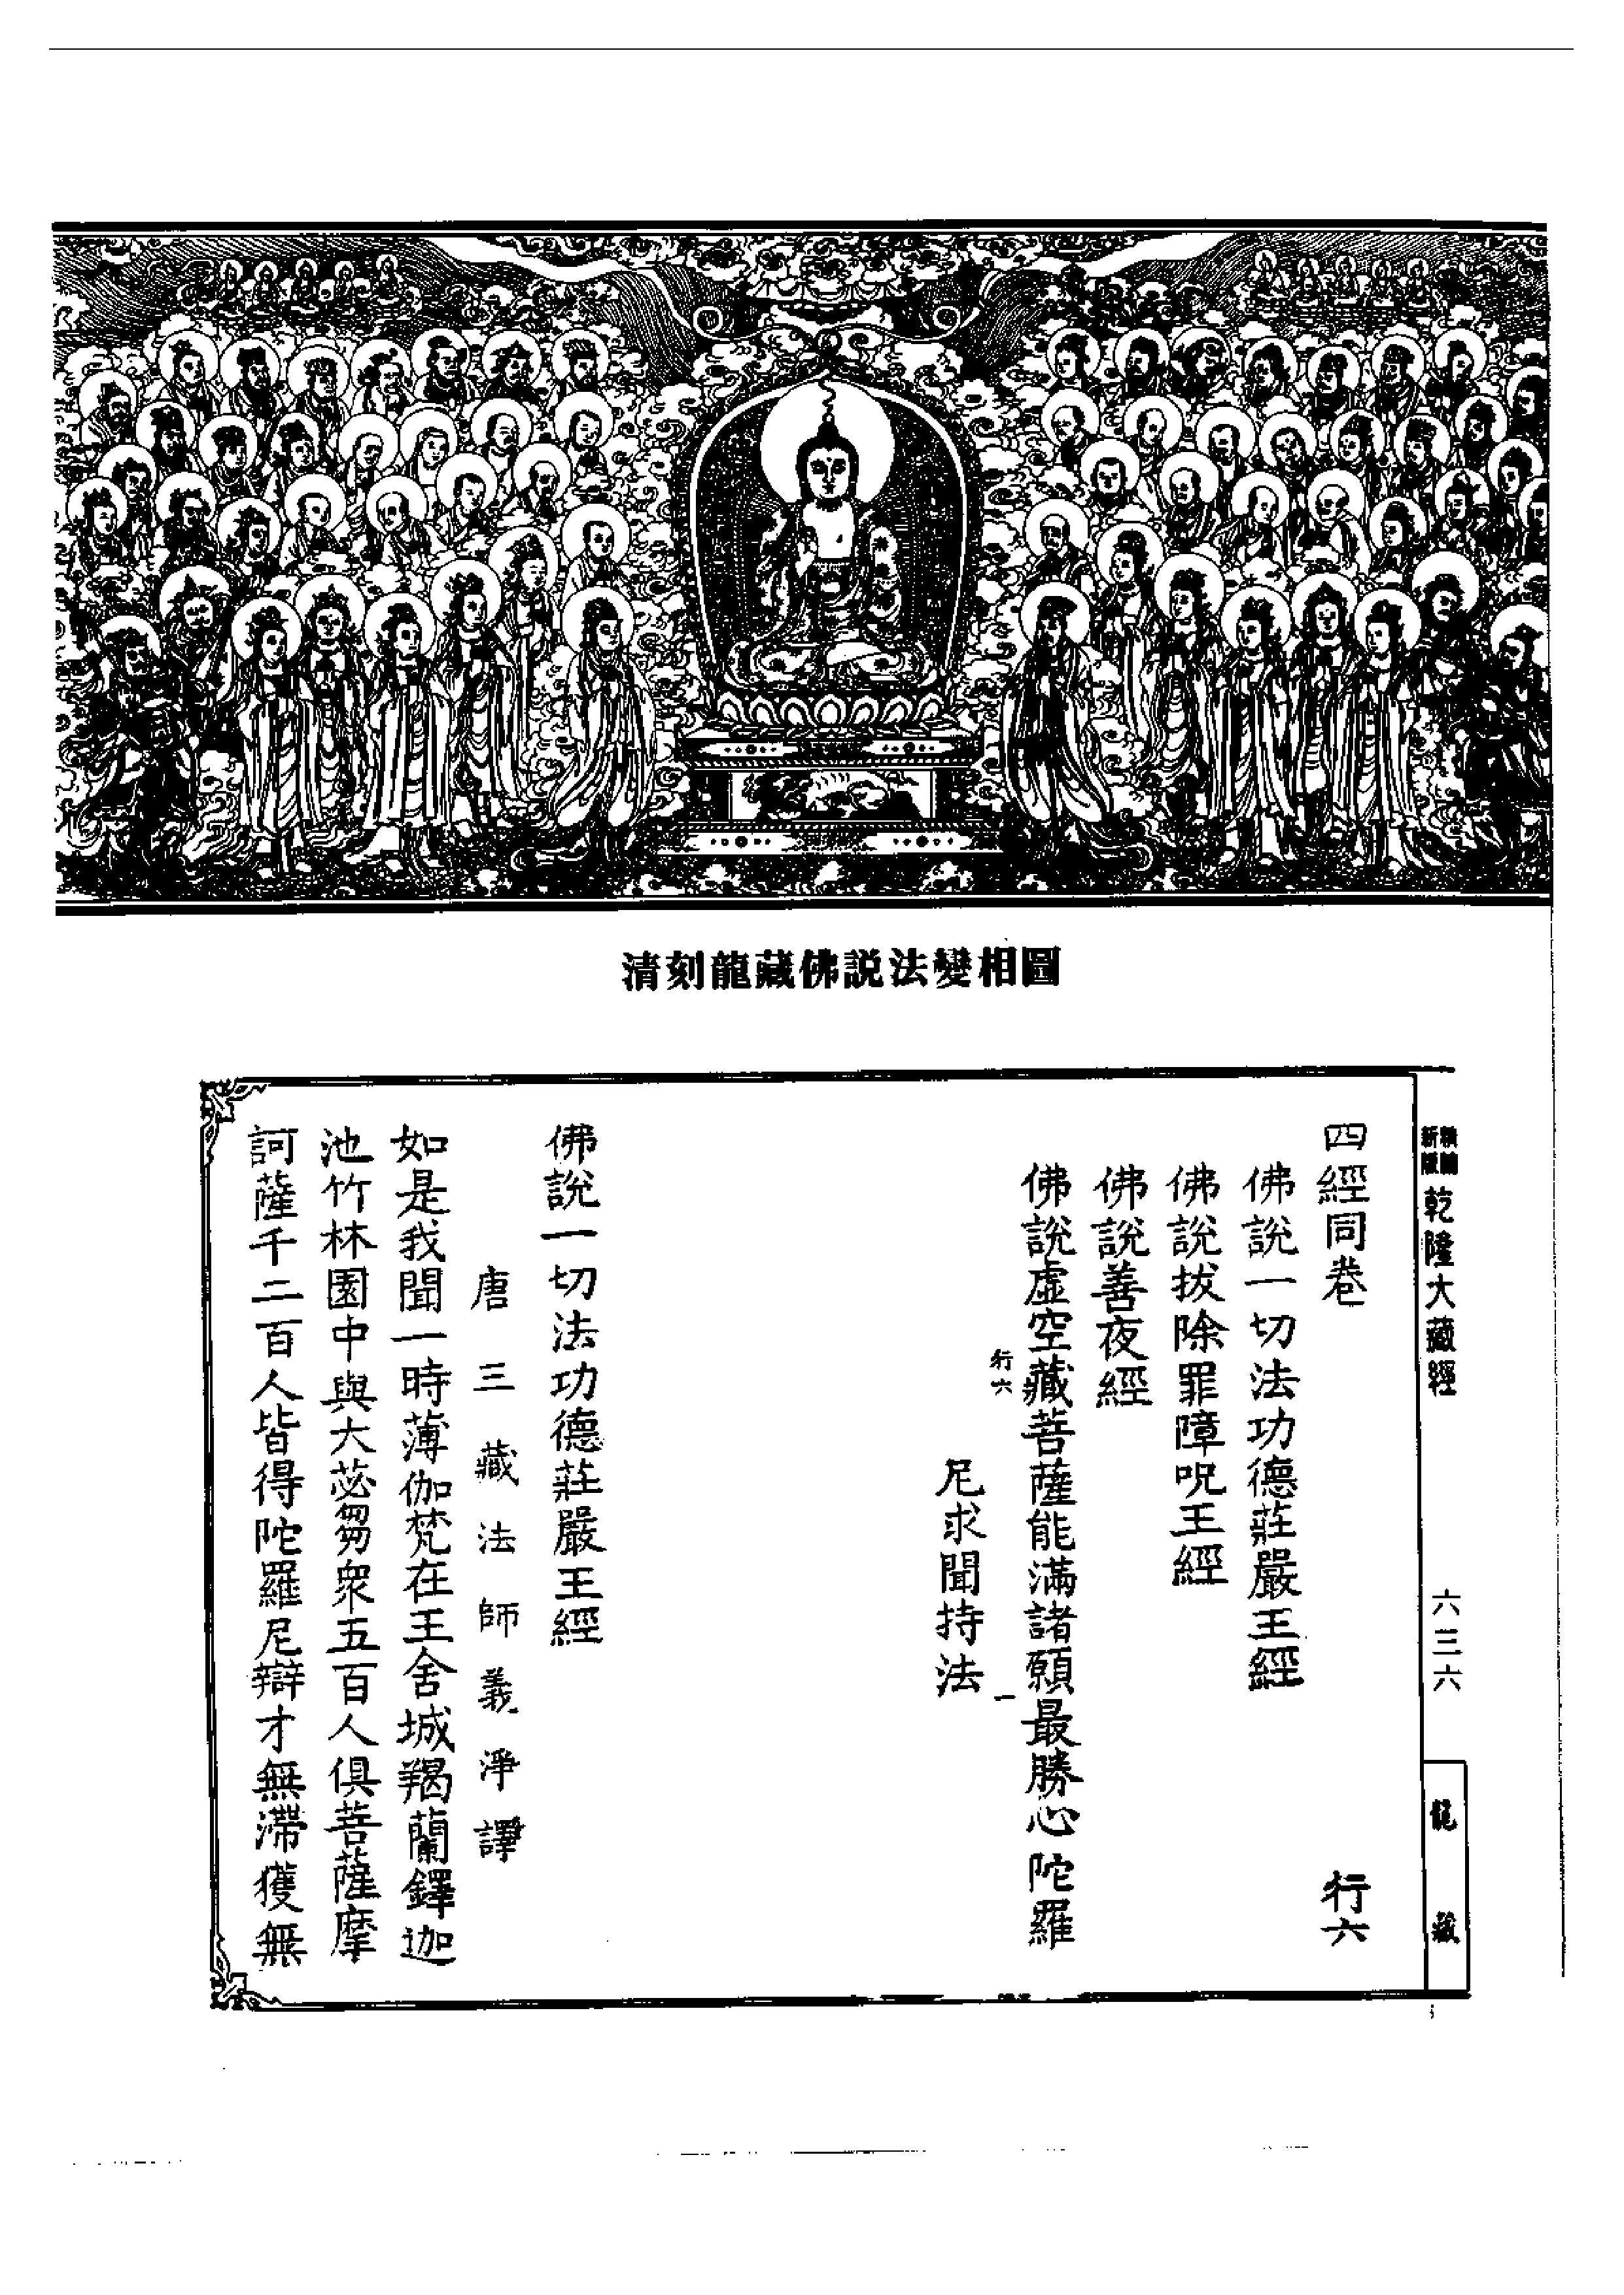 清刻龍藏佛説法變相圖
新版
乾隆大藏經
六三六
龍藏
四經同卷
行六
佛說一切法功德莊嚴王經
佛說拔除罪障呪王經
佛說善夜經
佛說虛空藏菩薩能滿諸願最勝心陀羅
行六
一
尼求聞持法
佛說一切法功德莊嚴王經
唐三藏法師義淨譯
如是我聞一時薄伽梵在王舍城羯蘭鐸迦
池竹林園中與大苾芻衆五百人俱菩薩摩
訶薩千二百人皆得陀羅尼辯才無滯獲無